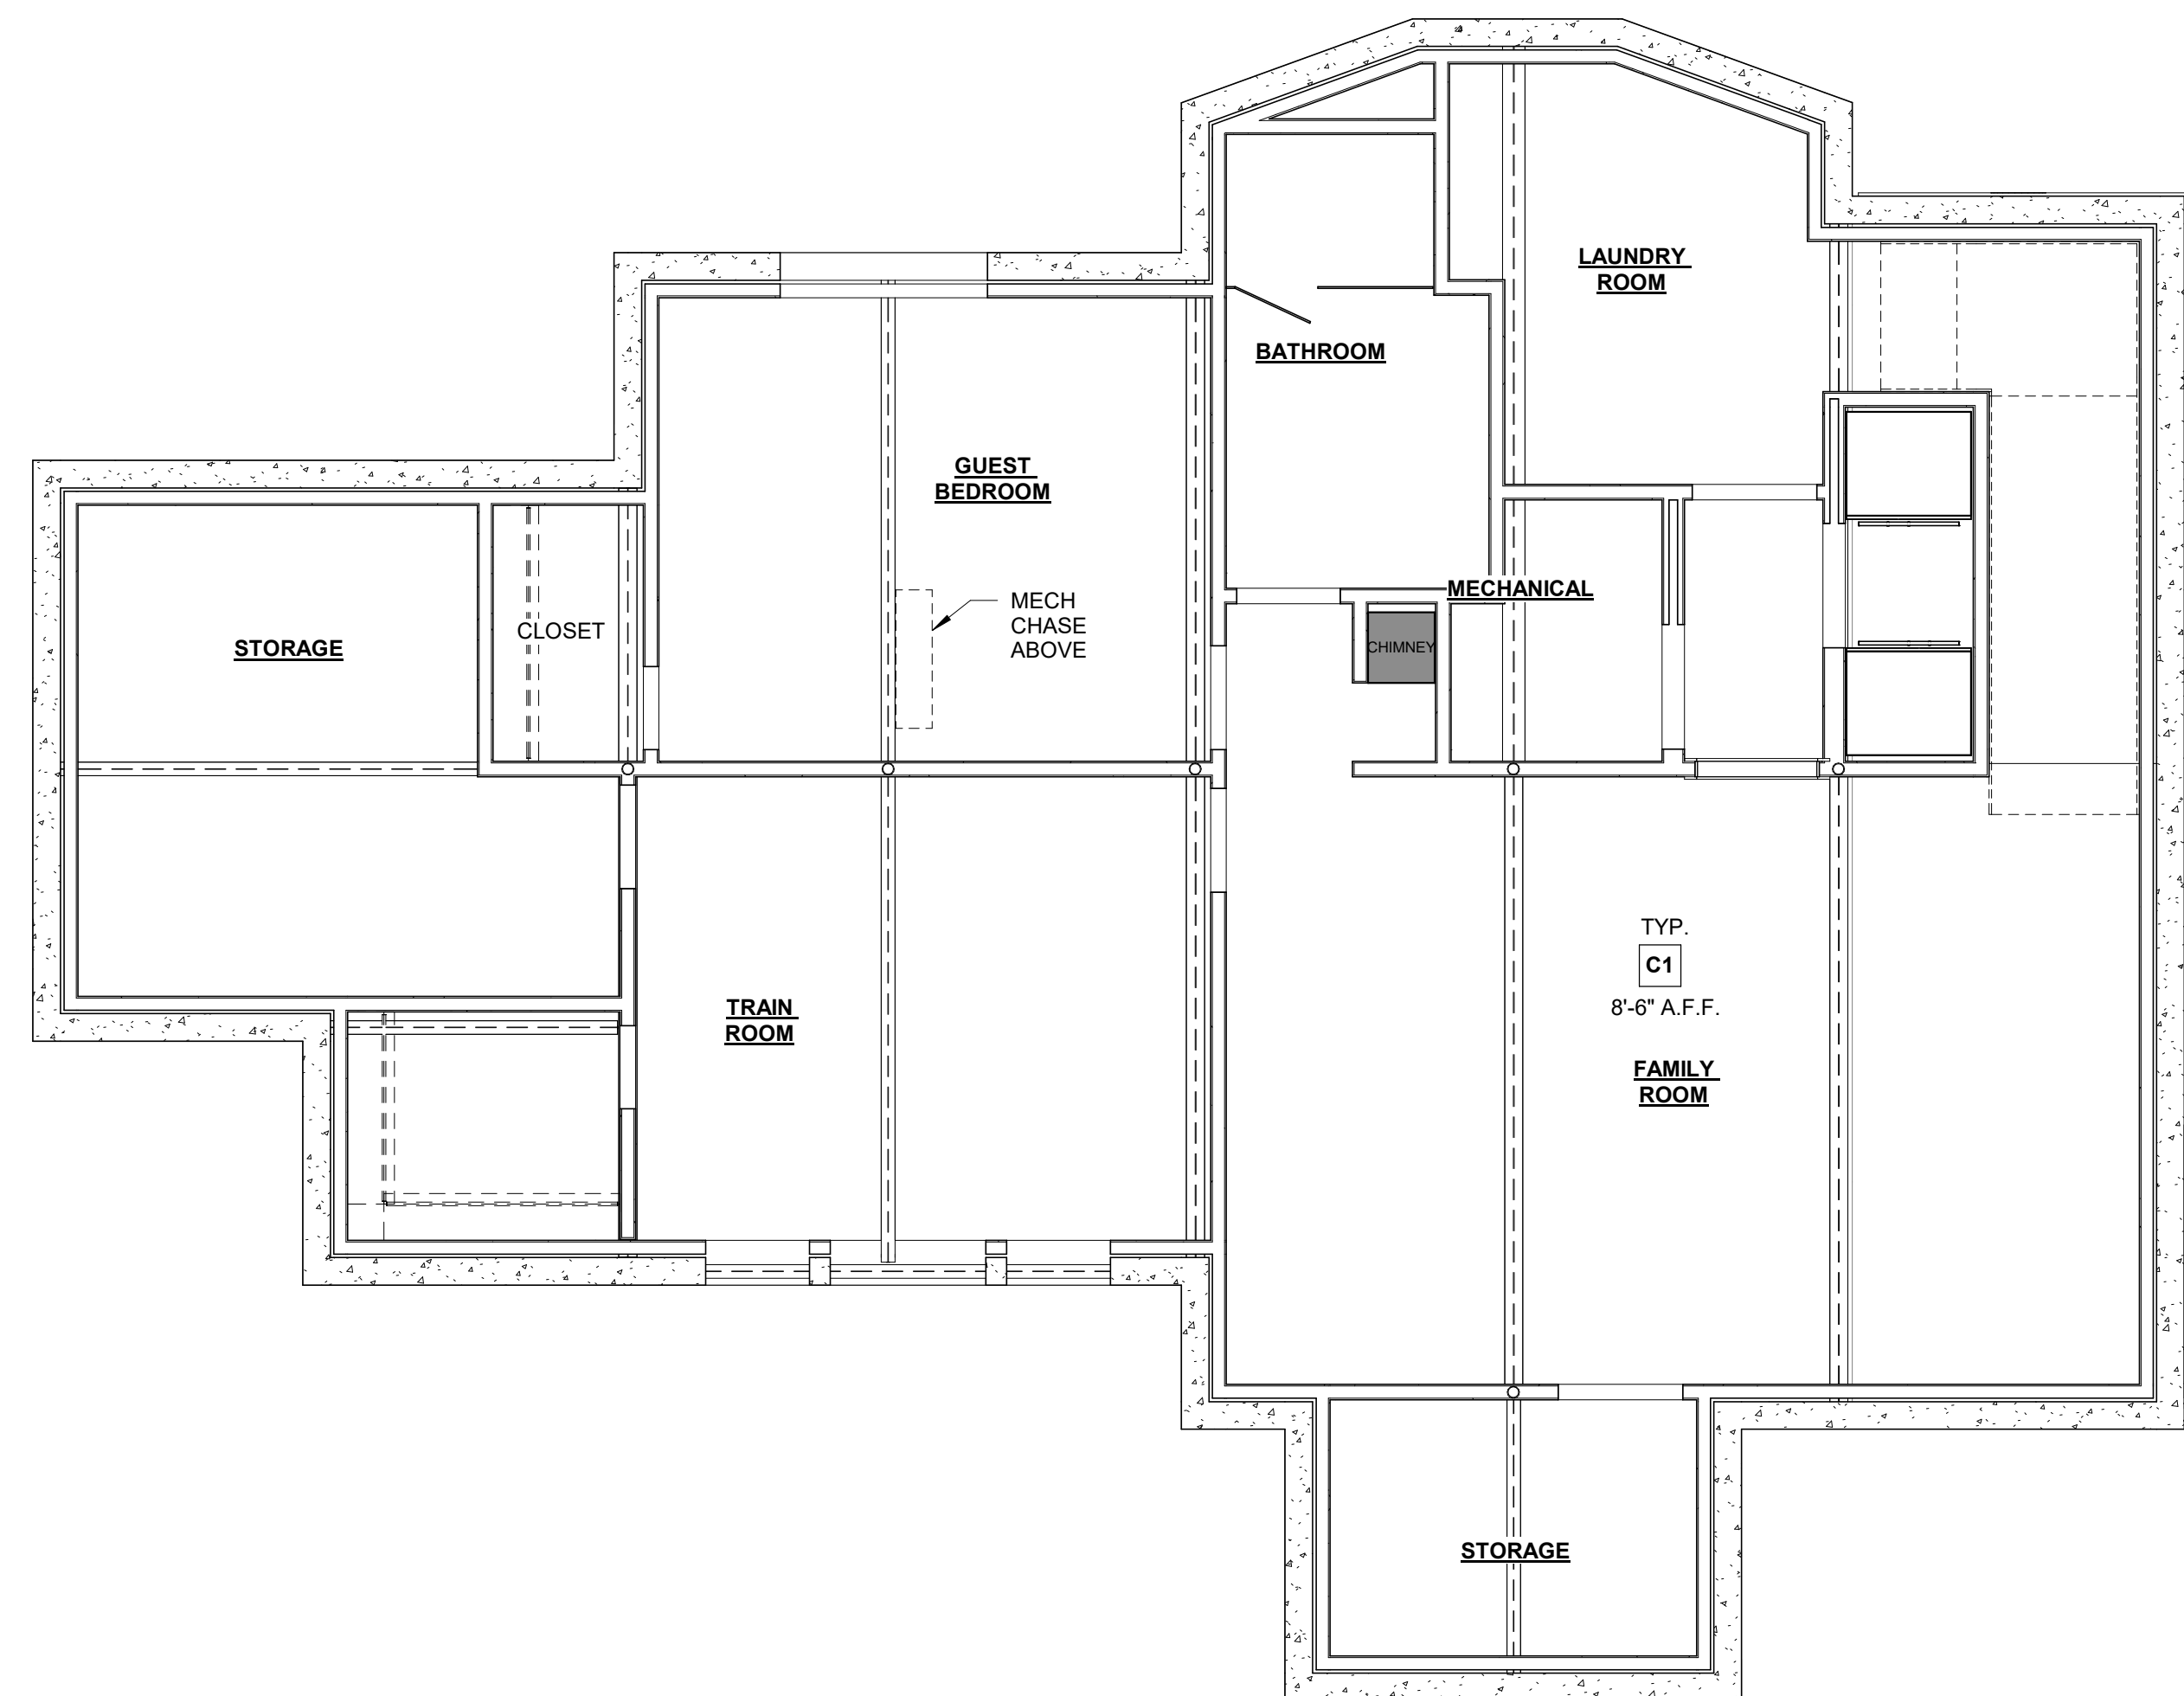 LAUNDRY
ROOM
BATHROOM
GUEST
BEDROOM
MECHANICAL
MECH
CHASE
ABOVE
CLOSET
STORAGE
CHIMNEY
TYP.
C1
8'-6" A.F.F.
TRAIN
ROOM
FAMILY
ROOM
STORAGE